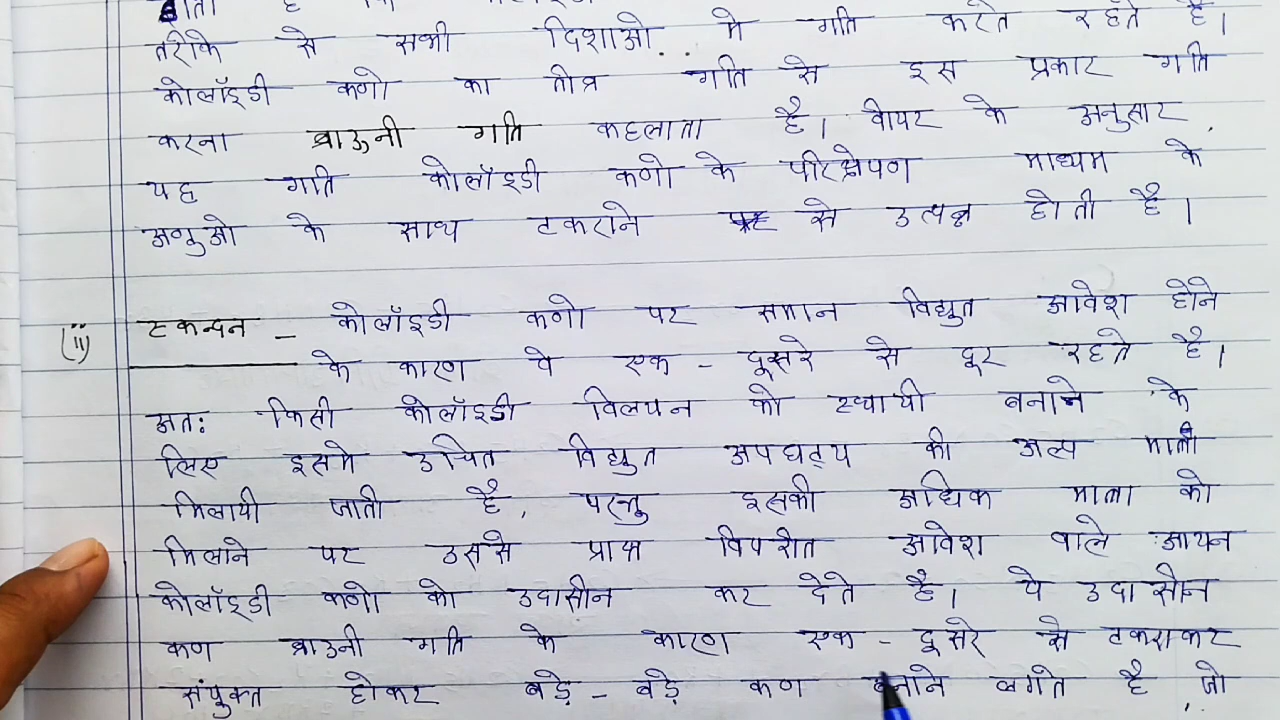 तरीके से सभी दिशाओ में गति करते रहते है।
कोलॉइडी कणो का तीव्र गति से इस प्रकार गति
करना ब्राऊनी गति कहलाता है। वीयर के अनुसार
यह गति कोलॉइडी कणो के परिक्षेपण माध्यम के
अणुओ के साथ टकराने से उत्पन्न होती है।
(ii) स्कन्दन – कोलॉइडी कणो पर समान विद्युत आवेश होने
के कारण ये एक - दूसरे से दूर रहते है।
अतः किसी कोलॉइडी विलयन को स्थायी बनाने के
लिए इसमे उचित विद्युत अपघट्य की अल्प मात्रा
मिलायी जाती है, परन्तु इसकी अधिक मात्रा को
मिलाने पर उससे प्राप्त विपरीत आवेश वाले आयन
कोलॉइडी कणो को उदासीन कर देते है। ये उदासीन
कण ब्राउनी गति के कारण एक - दूसरे से टकराकर
संयुक्त होकर बड़े - बड़े कण बनाने लगते है, जो